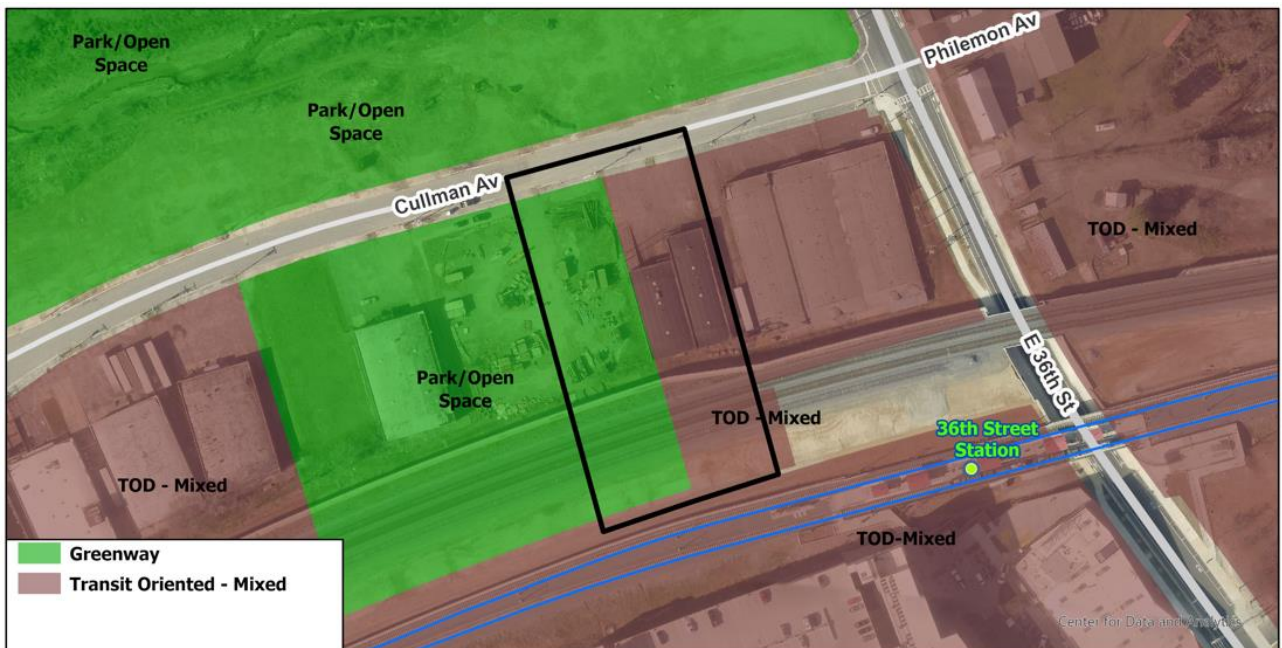 Park/Open
Space
Philemon Av
Park/Open
Space
Cullman Av
TOD - Mixed
E 36th St
Park/Open
Space
TOD - Mixed
36th Street
Station
TOD - Mixed
TOD-Mixed
Greenway
Transit Oriented - Mixed
Center for Data and Analytics